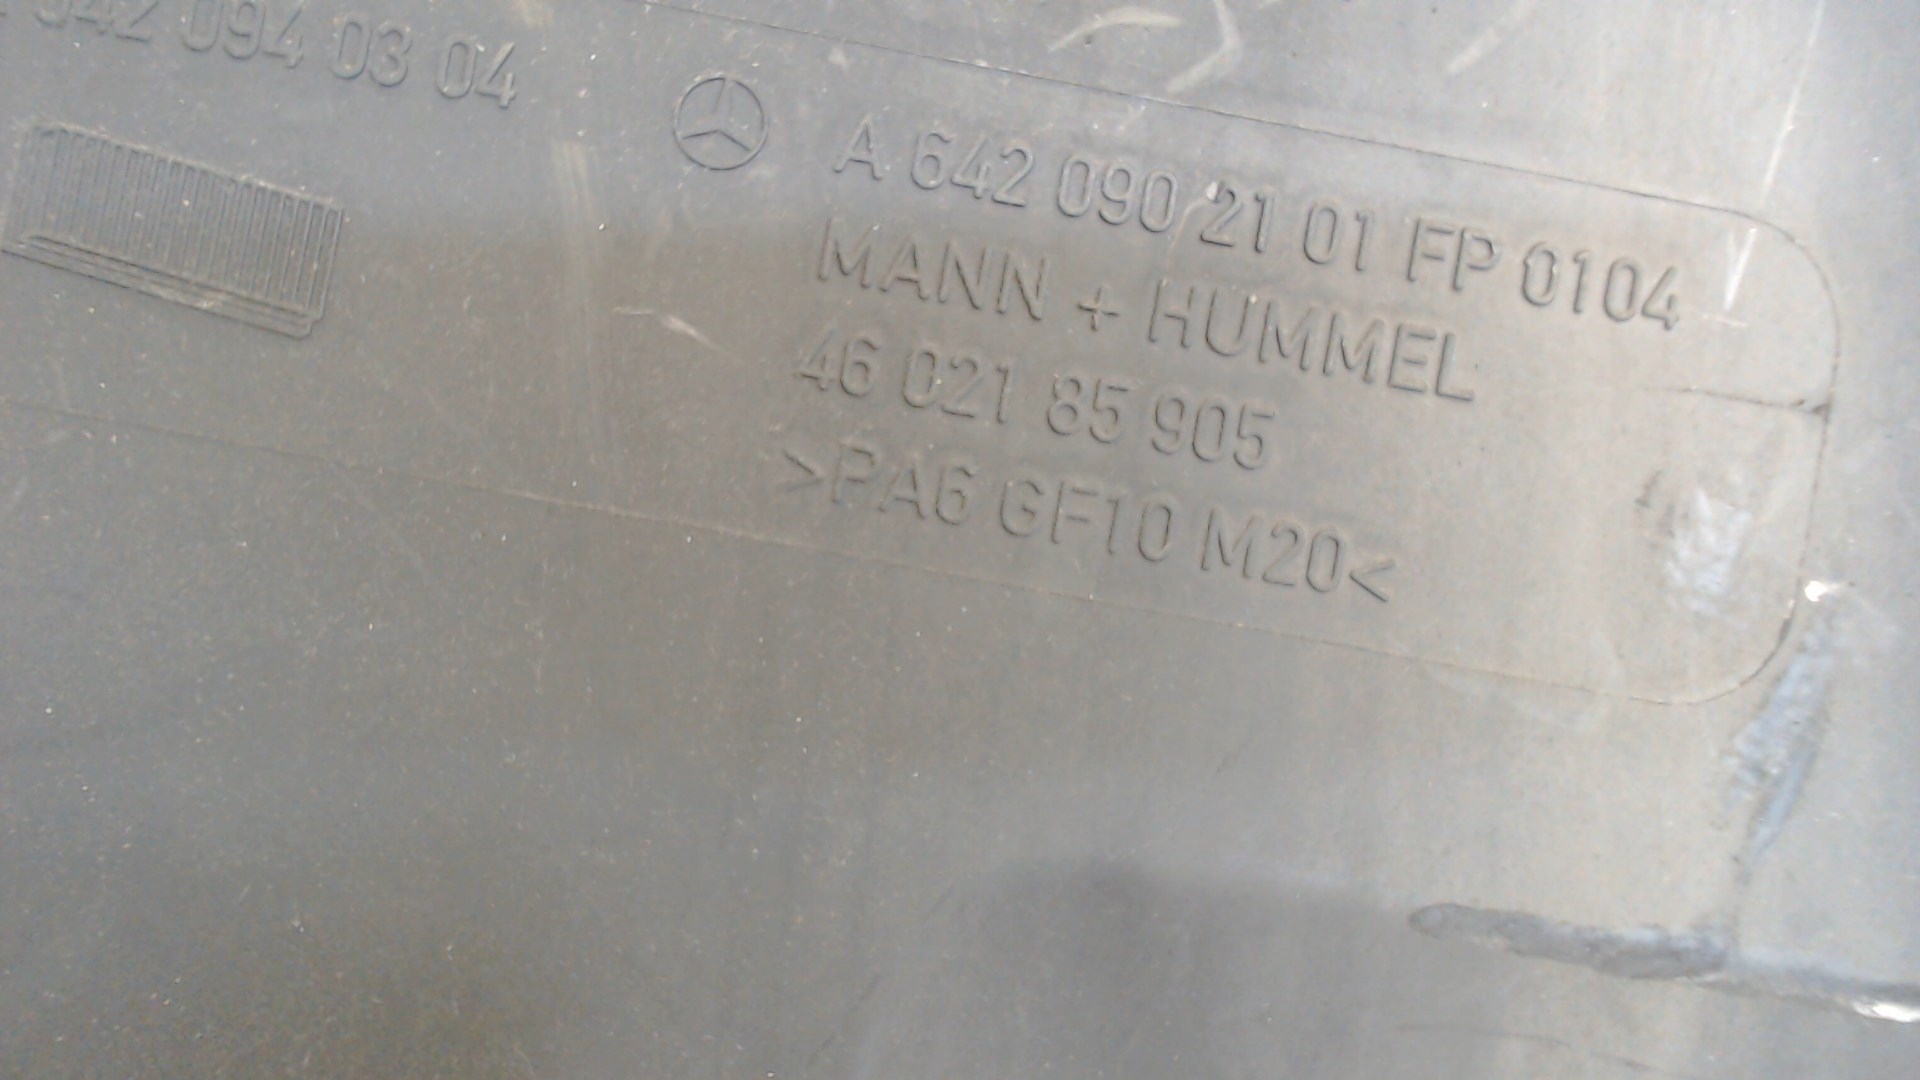 642 094 03 04
A 642 090 21 01 FP 0104
MANN + HUMMEL
46 021 85 905
>PA6 GF10 M20<